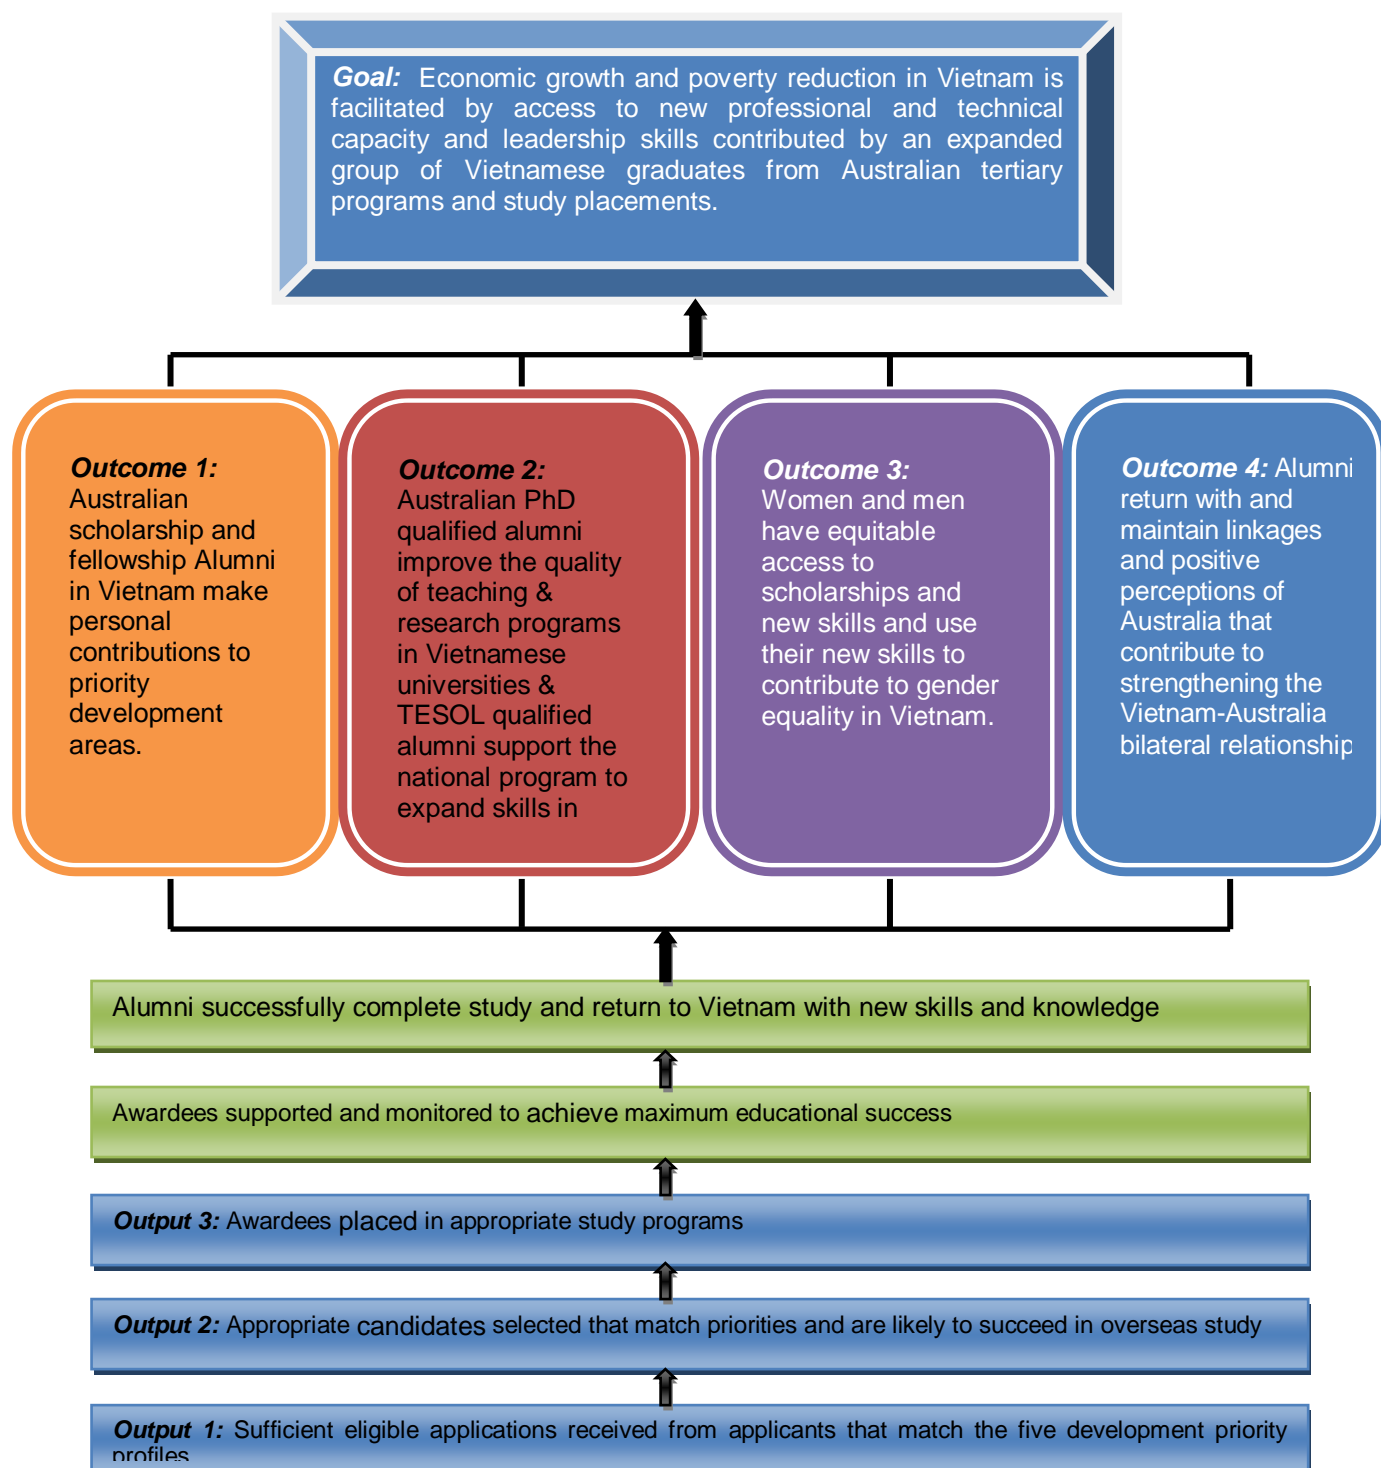 Goal: Economic growth and poverty reduction in Vietnam is
facilitated by access to new professional and technical
capacity and leadership skills contributed by an expanded
group of Vietnamese graduates from Australian tertiary
programs and study placements.
Outcome 1:
Australian
scholarship and
fellowship Alumni
in Vietnam make
personal
contributions to
priority
development
areas.
Outcome 2:
Australian PhD
qualified alumni
improve the quality
of teaching &
research programs
in Vietnamese
universities &
TESOL qualified
alumni support the
national program to
expand skills in
Outcome 3:
Women and men
have equitable
access to
scholarships and
new skills and use
their new skills to
contribute to gender
equality in Vietnam.
Outcome 4: Alumni
return with and
maintain linkages
and positive
perceptions of
Australia that
contribute to
strengthening the
Vietnam-Australia
bilateral relationship
Alumni successfully complete study and return to Vietnam with new skills and knowledge
Awardees supported and monitored to achieve maximum educational success
Output 3: Awardees placed in appropriate study programs
Output 2: Appropriate candidates selected that match priorities and are likely to succeed in overseas study
Output 1: Sufficient eligible applications received from applicants that match the five development priority
profiles